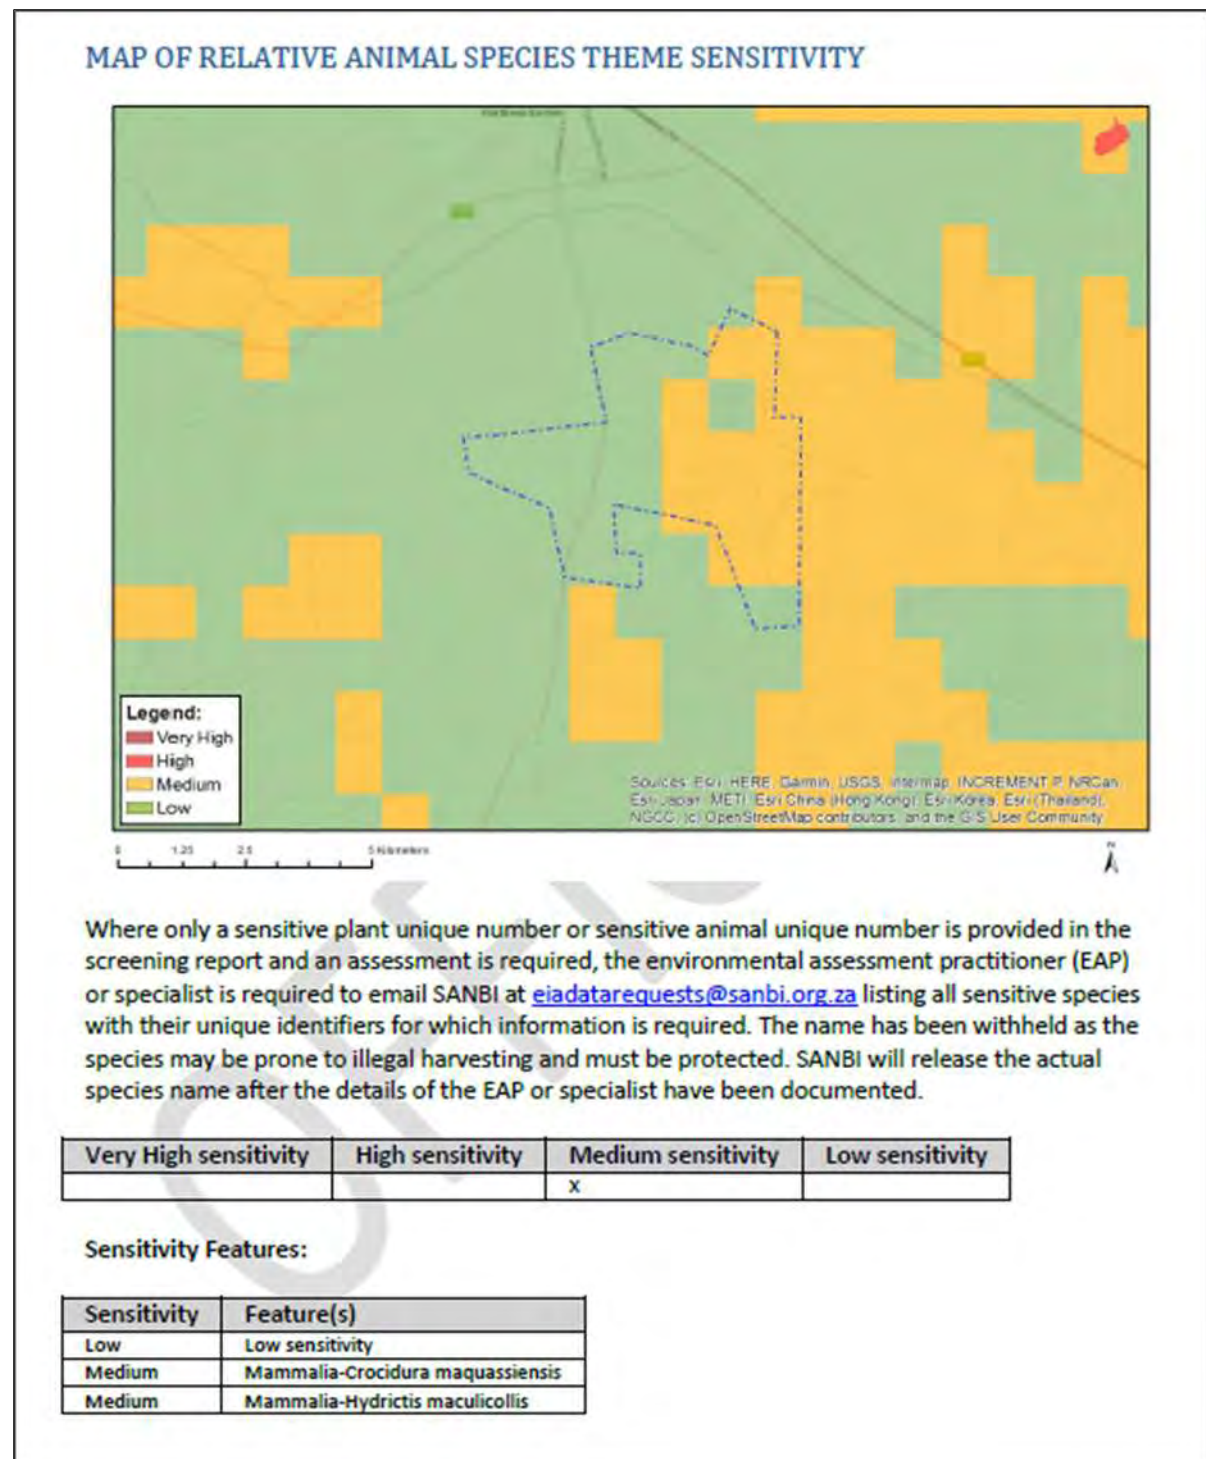 MAP OF RELATIVE ANIMAL SPECIES THEME SENSITIVITY
Legend:
Very High
High
Medium
Low
Sources: Esri, HERE, Garmin, USGS, Intermap, INCREMENT P, NRCan,
Esri Japan, METI, Esri China (Hong Kong), Esri Korea, Esri (Thailand),
NGCC, (c) OpenStreetMap contributors, and the GIS User Community
0 1.25 2.5 5 Kilometers
N
Where only a sensitive plant unique number or sensitive animal unique number is provided in the
screening report and an assessment is required, the environmental assessment practitioner (EAP)
or specialist is required to email SANBI at eiadatarequests@sanbi.org.za listing all sensitive species
with their unique identifiers for which information is required. The name has been withheld as the
species may be prone to illegal harvesting and must be protected. SANBI will release the actual
species name after the details of the EAP or specialist have been documented.
Very High sensitivity High sensitivity Medium sensitivity Low sensitivity
X
Sensitivity Features:
Sensitivity Feature(s)
Low Low sensitivity
Medium Mammalia-Crocidura maquassiensis
Medium Mammalia-Hydrictis maculicollis